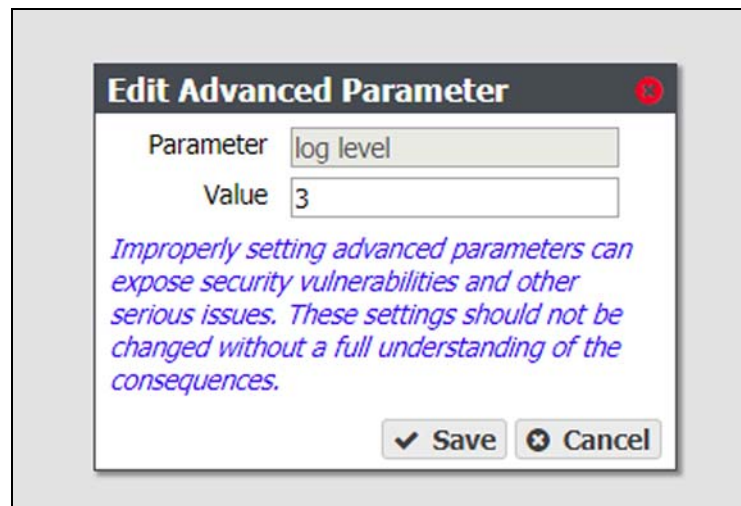 Edit Advanced Parameter
Parameter log level
Value 3
Improperly setting advanced parameters can
expose security vulnerabilities and other
serious issues. These settings should not be
changed without a full understanding of the
consequences.
Save Cancel